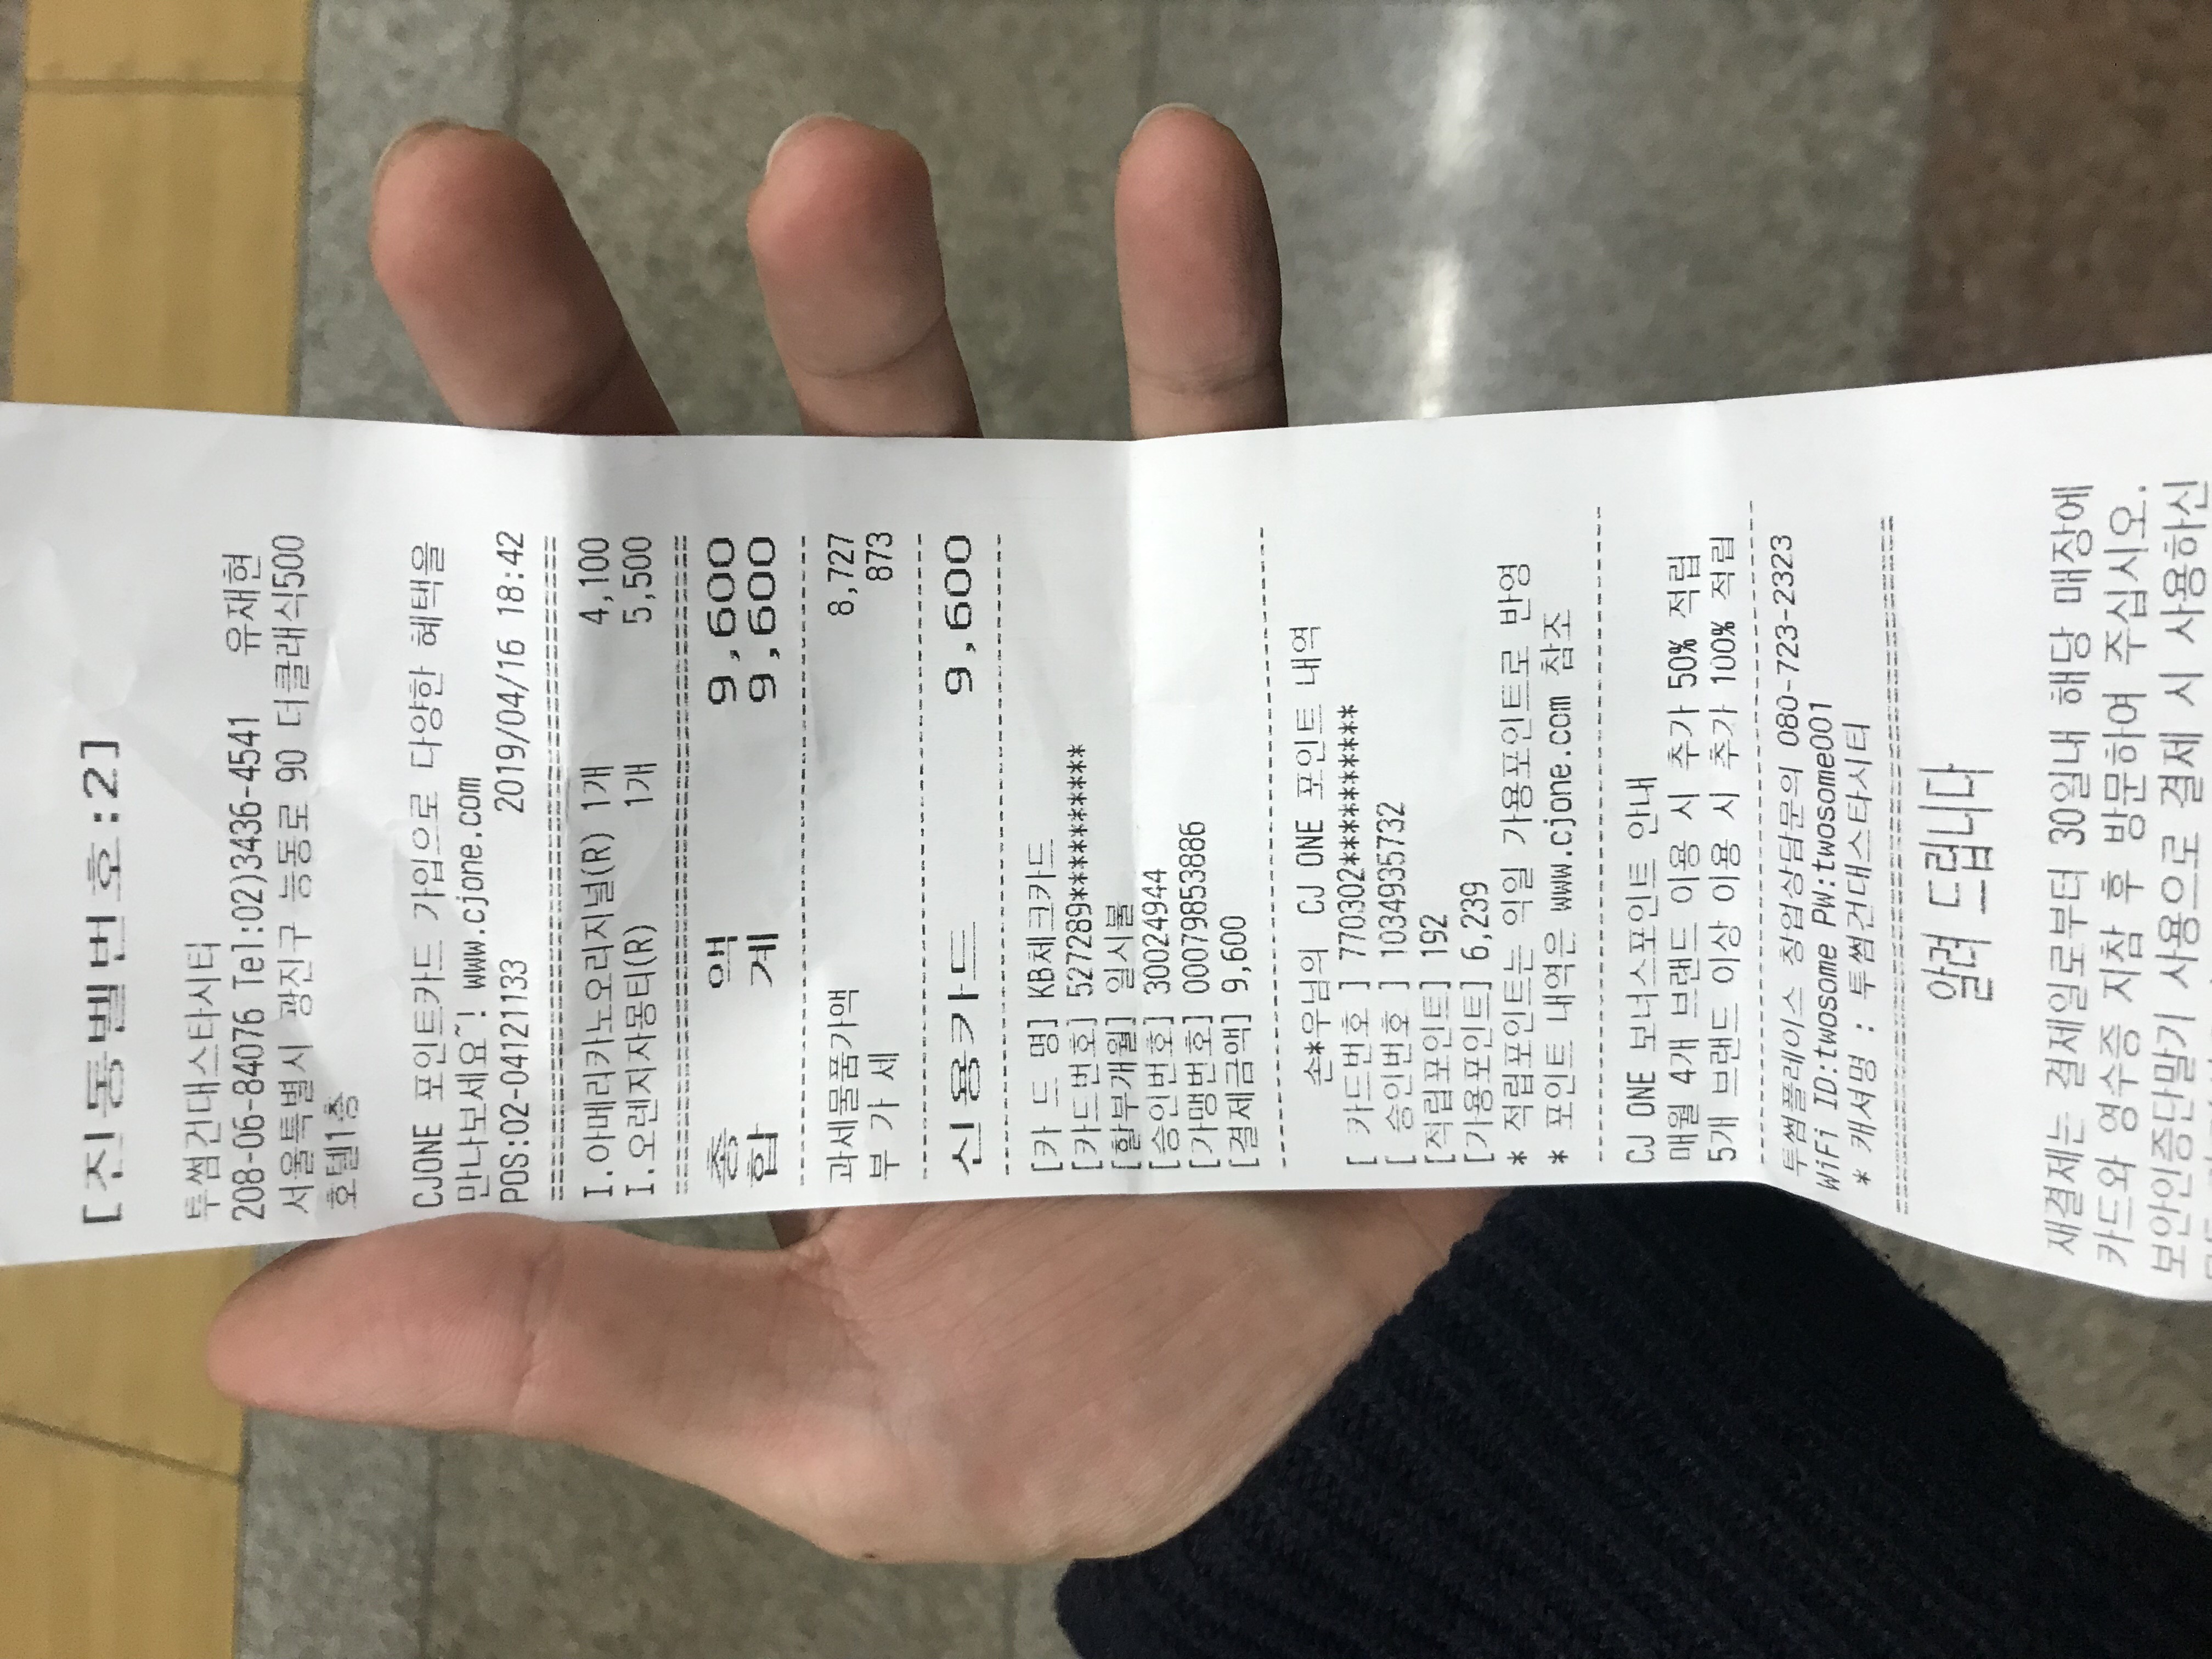 [진동벨번호:2]
투썸건대스타시티
208-06-84076 Tel:02)3436-4541 유재현
서울특별시 광진구 능동로 90 더클래식500
호텔1층
CJONE 포인트카드 가입으로 다양한 혜택을
만나보세요~! www.cjone.com
POS:02-04121133 2019/04/16 18:42
I.아메리카노오리지널(R) 1개 4,100
I.오렌지자몽티(R) 1개 5,500
총 액 9,600
합 계 9,600
과세물품가액 8,727
부 가 세 873
신용카드 9,600
[카 드 명] KB체크카드
[카드번호] 527289**********
[할부개월] 일시불
[승인번호] 30024944
[가맹번호] 00079853886
[결제금액] 9,600
손*우님의 CJ ONE 포인트 내역
[ 카드번호 ] 770302**********
[ 승인번호 ] 1034935732
[적립포인트] 192
[가용포인트] 6,239
* 적립포인트는 익일 가용포인트로 반영
* 포인트 내역은 www.cjone.com 참조
CJ ONE 보너스포인트 안내
매월 4개 브랜드 이용 시 추가 50% 적립
5개 브랜드 이상 이용 시 추가 100% 적립
투썸플레이스 창업상담문의 080-723-2323
WiFi ID:twosome PW:twosome001
* 캐셔명 : 투썸건대스타시티
알려 드립니다
재결제는 결제일로부터 30일내 해당 매장에
카드와 영수증 지참 후 방문하여 주십시오.
보안인증단말기 사용으로 결제 시 사용하신